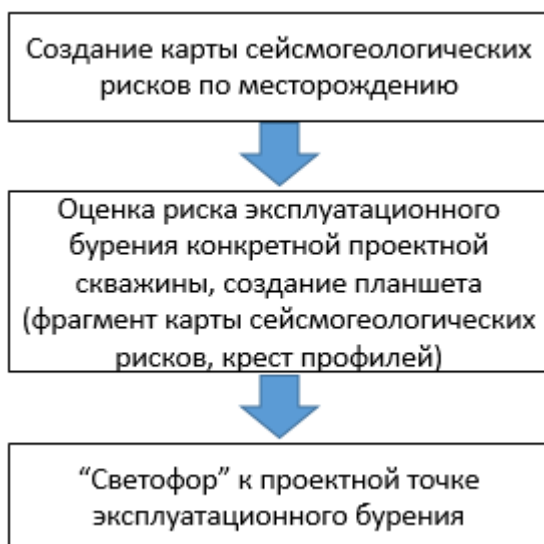 Создание карты сейсмогеологических
рисков по месторождению
Оценка риска эксплуатационного
бурения конкретной проектной
скважины, создание планшета
(фрагмент карты сейсмогеологических
рисков, крест профилей)
“Светофор” к проектной точке
эксплуатационного бурения